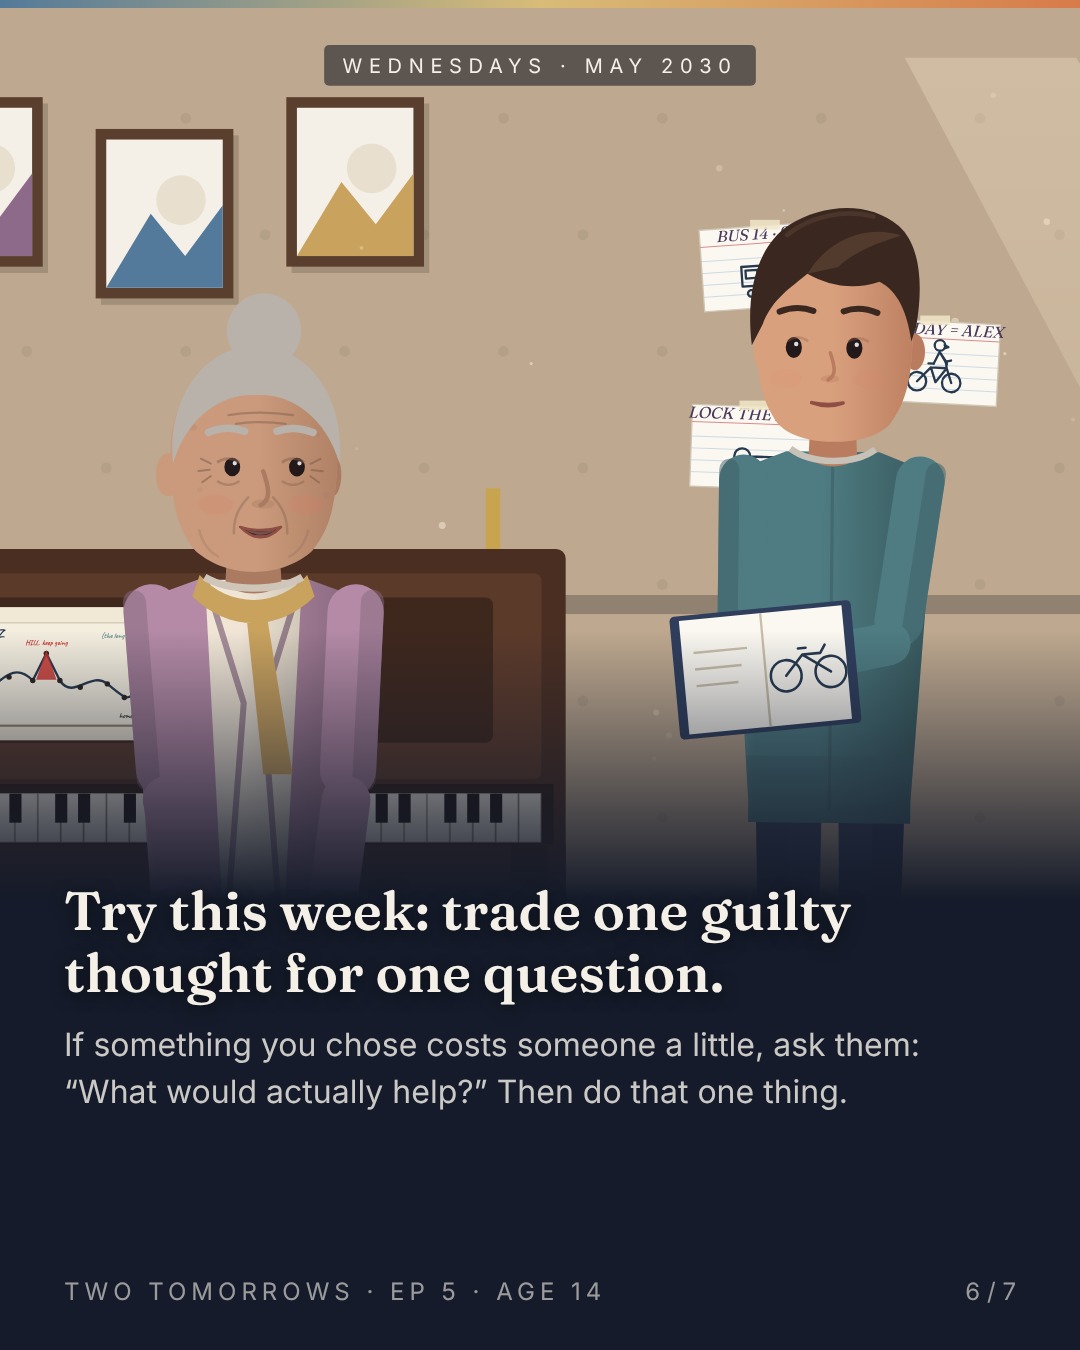 WEDNESDAYS · MAY 2030
BUS 14 ·
DAY = ALEX
LOCK THE
HILL keep going
(the long
Try this week: trade one guilty
thought for one question.
If something you chose costs someone a little, ask them:
“What would actually help?” Then do that one thing.
TWO TOMORROWS · EP 5 · AGE 14
6 / 7